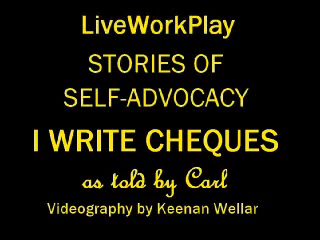 LiveWorkPlay
STORIES OF
SELF-ADVOCACY
I WRITE CHEQUES
as told by Carl
Videography by Keenan Wellar